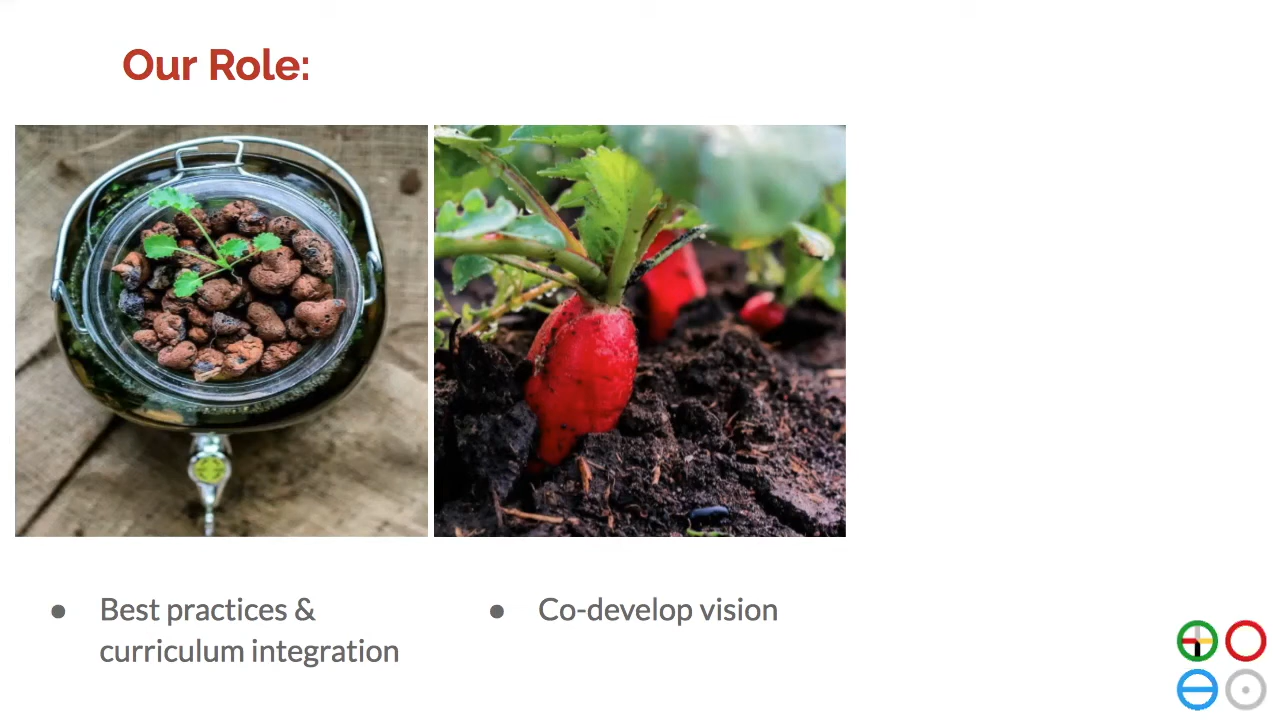 Our Role:
● Best practices &
curriculum integration
● Co-develop vision